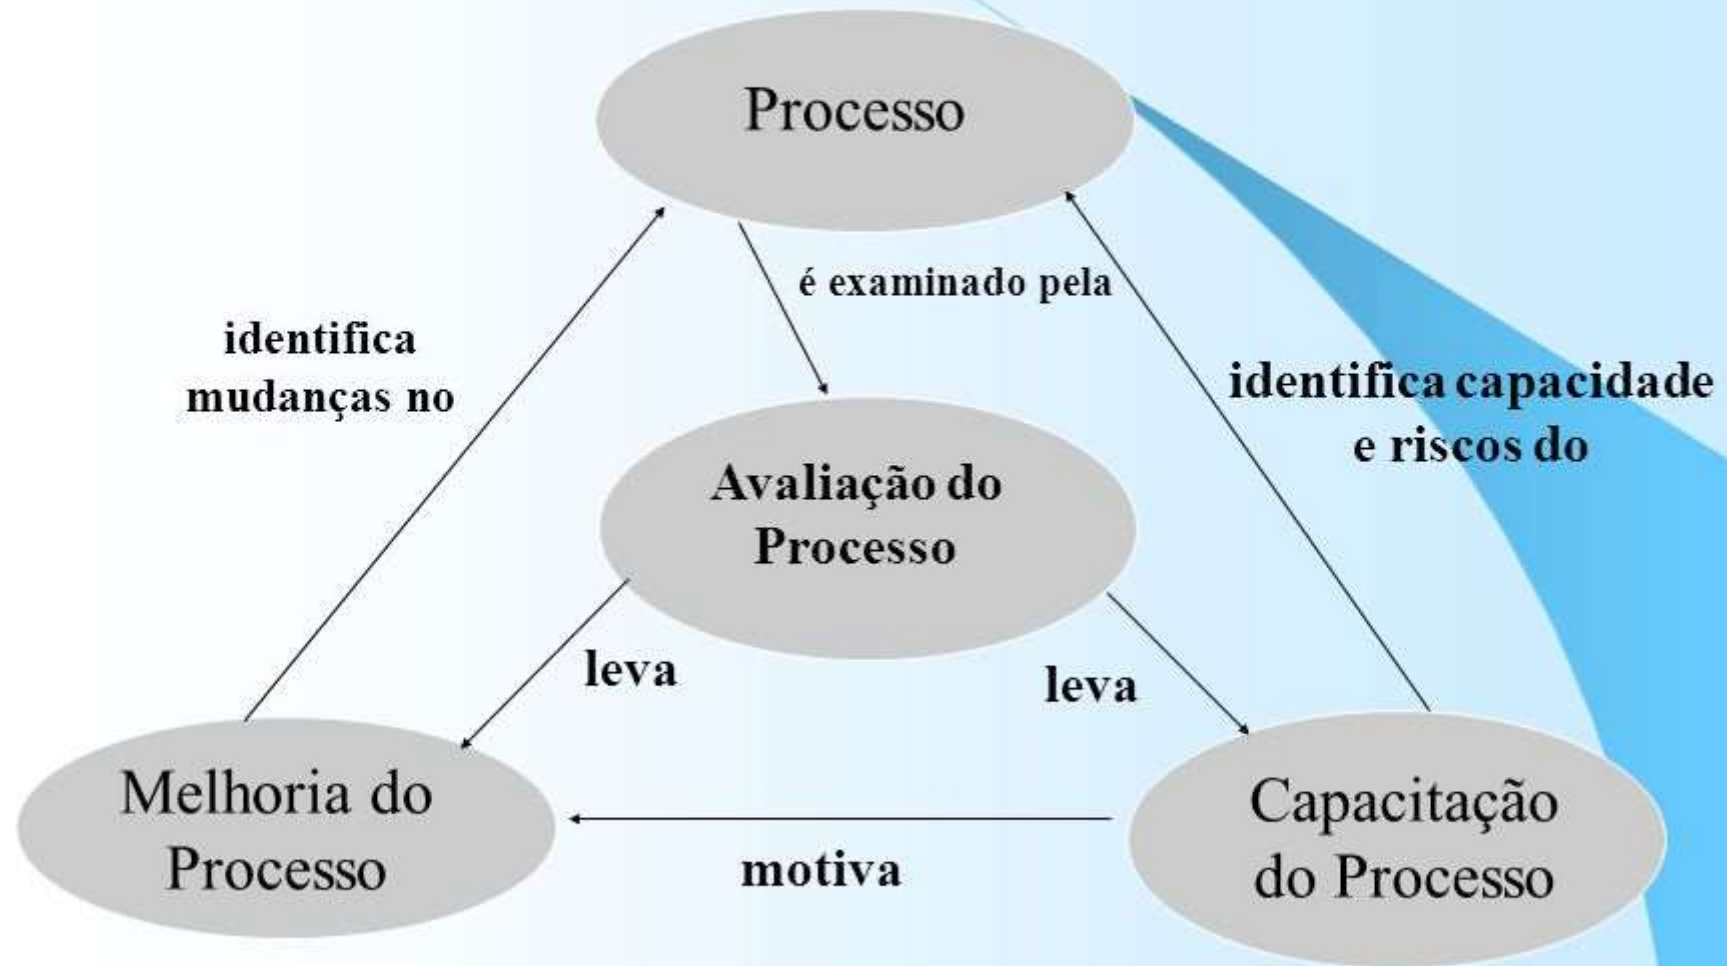 Processo
é examinado pela
identifica
mudanças no
identifica capacidade
e riscos do
Avaliação do
Processo
leva
leva
Melhoria do
Processo
motiva
Capacitação
do Processo